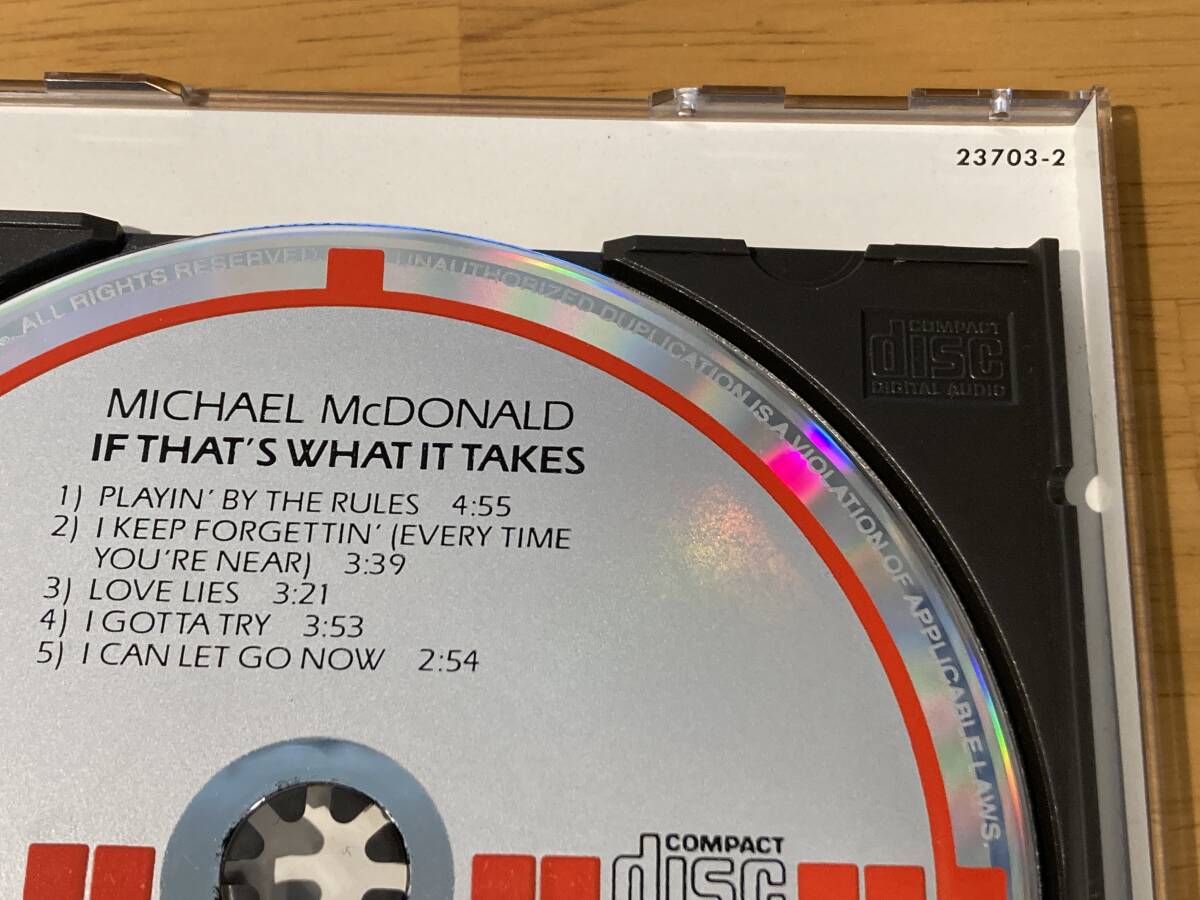 23703-2
ALL RIGHTS RESERVED
UNAUTHORIZED DUPLICATION IS A VIOLATION OF APPLICABLE LAWS.
COMPACT
disc
DIGITAL AUDIO
MICHAEL McDONALD
IF THAT'S WHAT IT TAKES
1) PLAYIN' BY THE RULES 4:55
2) I KEEP FORGETTIN' (EVERY TIME
YOU'RE NEAR) 3:39
3) LOVE LIES 3:21
4) I GOTTA TRY 3:53
5) I CAN LET GO NOW 2:54
COMPACT
disc